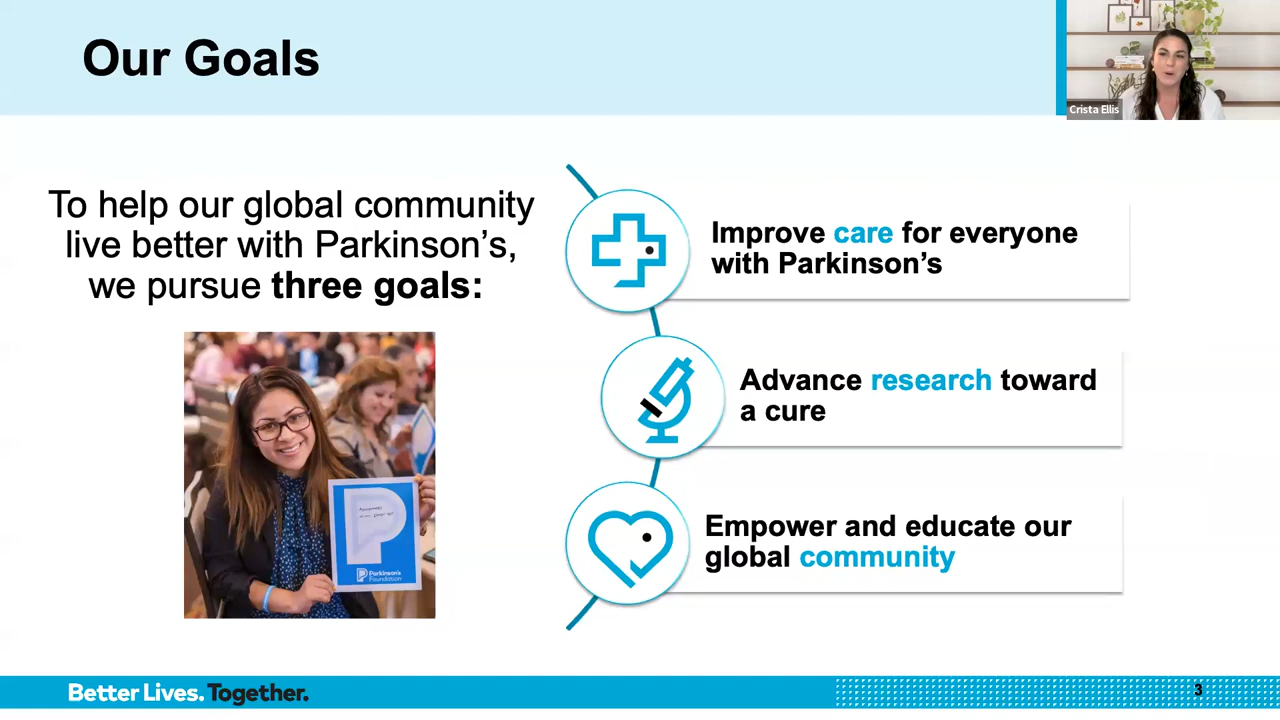 Our Goals
Crista Ellis
To help our global community
live better with Parkinson's,
we pursue three goals:
Improve care for everyone
with Parkinson's
Advance research toward
a cure
Empower and educate our
global community
Parkinson's
Foundation
Better Lives. Together.
3